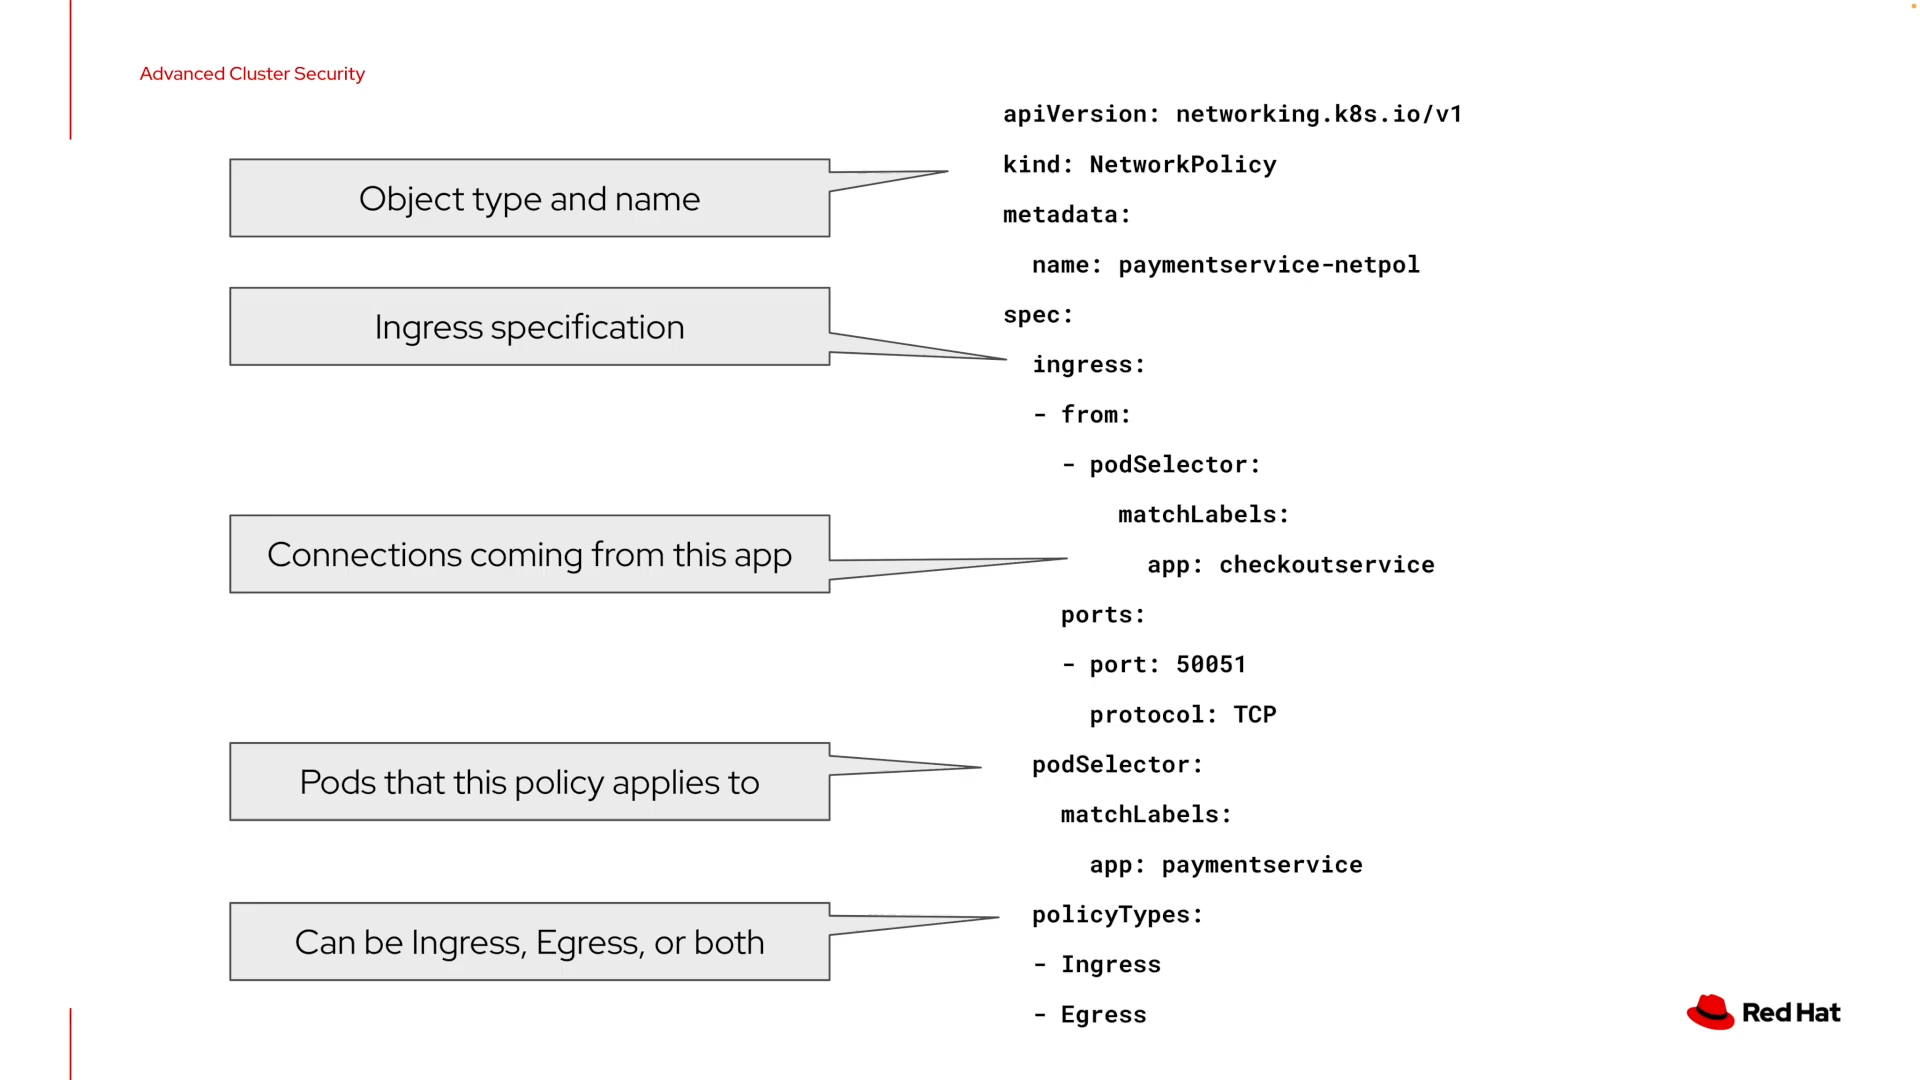 Advanced Cluster Security
Object type and name
Ingress specification
Connections coming from this app
Pods that this policy applies to
Can be Ingress, Egress, or both
apiVersion: networking.k8s.io/v1
kind: NetworkPolicy
metadata:
  name: paymentservice-netpol
spec:
  ingress:
  - from:
    - podSelector:
        matchLabels:
          app: checkoutservice
    ports:
    - port: 50051
      protocol: TCP
  podSelector:
    matchLabels:
      app: paymentservice
  policyTypes:
  - Ingress
  - Egress
Red Hat